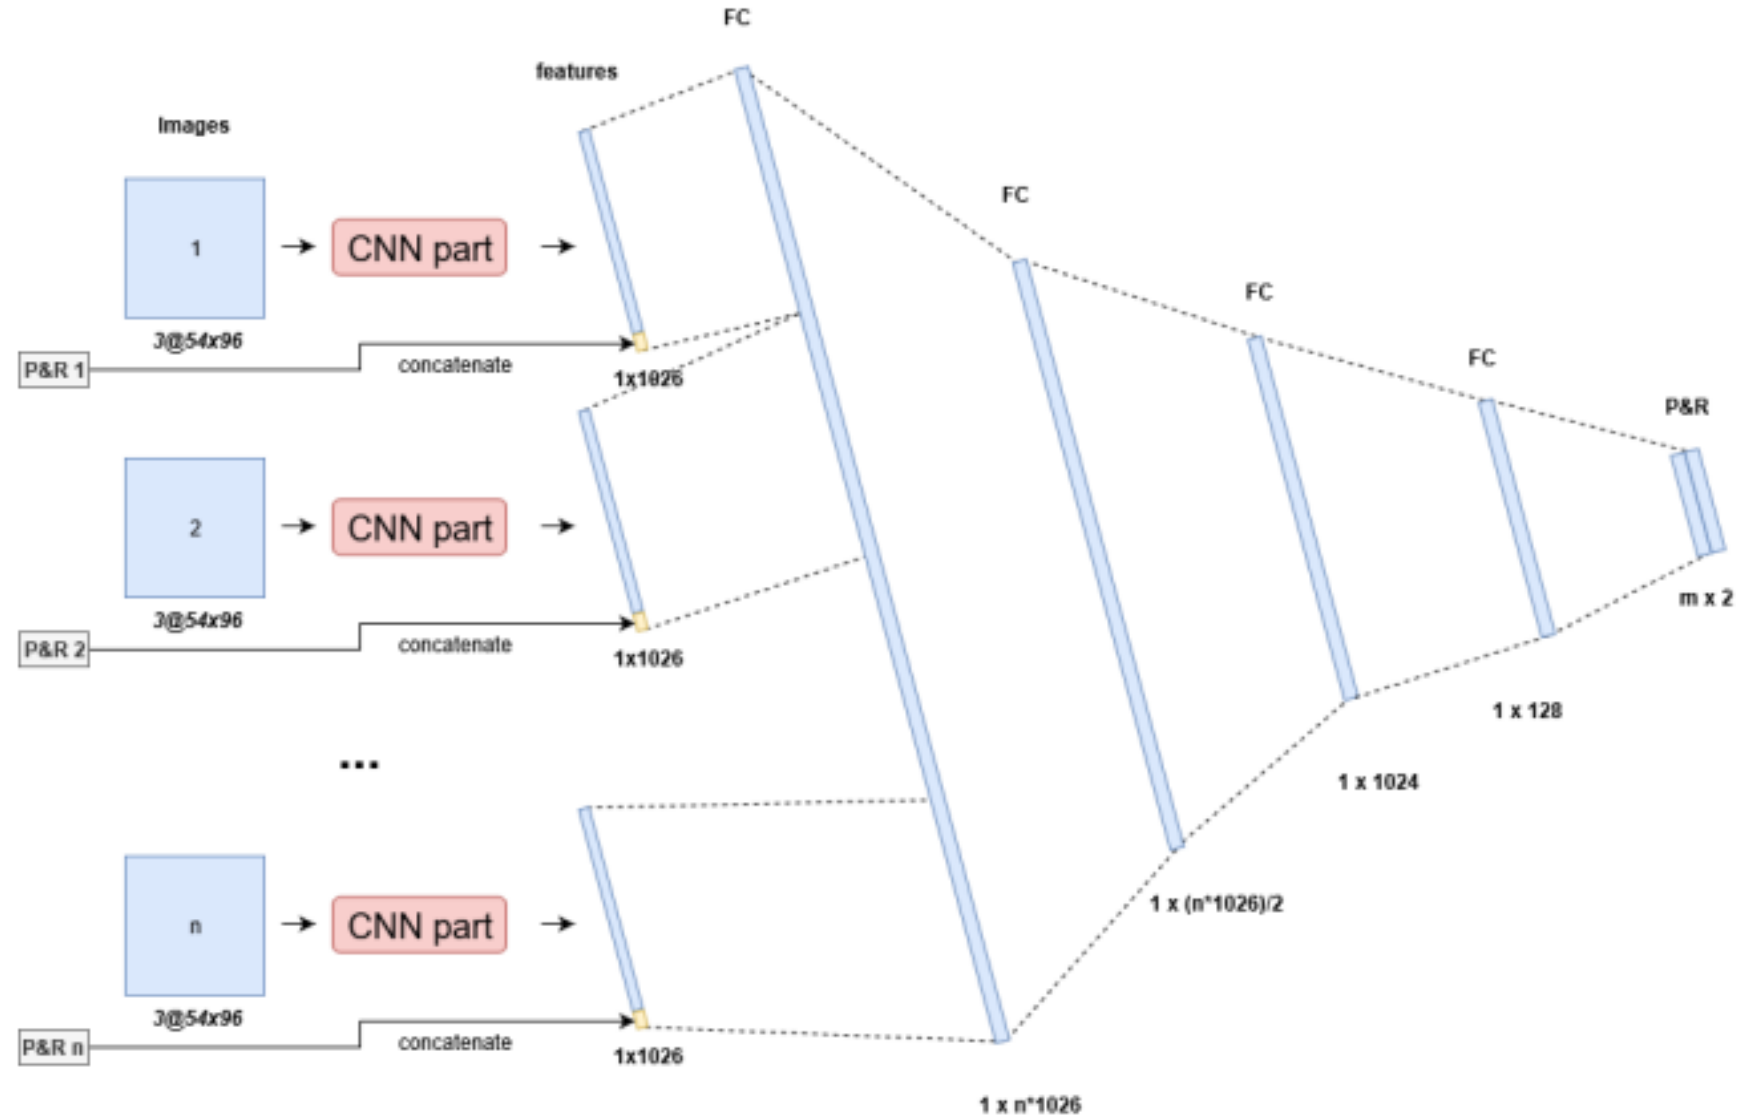 FC
features
Images
1
CNN part
3@54x96
P&R 1
concatenate
1x1026
2
CNN part
3@54x96
P&R 2
concatenate
1x1026
...
n
CNN part
3@54x96
P&R n
concatenate
1x1026
1 x n*1026
FC
1 x (n*1026)/2
FC
1 x 1024
FC
1 x 128
P&R
m x 2